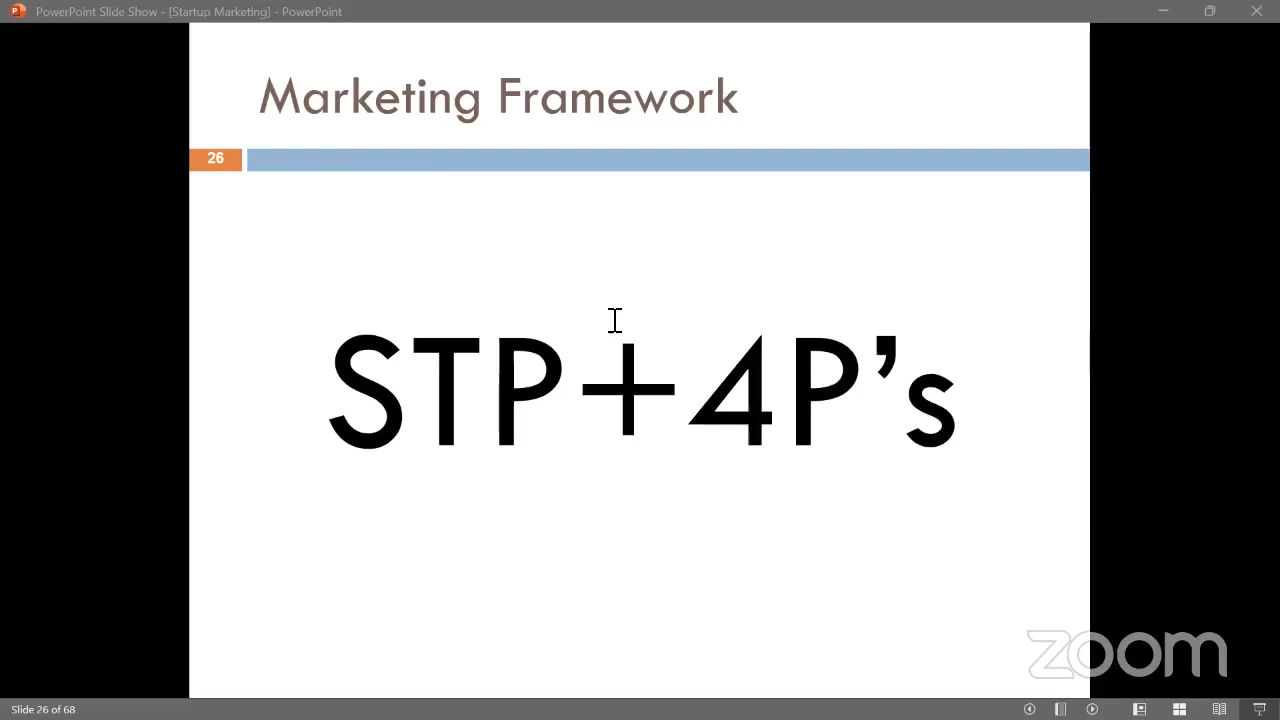 PowerPoint Slide Show - [Startup Marketing] - PowerPoint
Marketing Framework
26
STP+4P’s
zoom
Slide 26 of 68